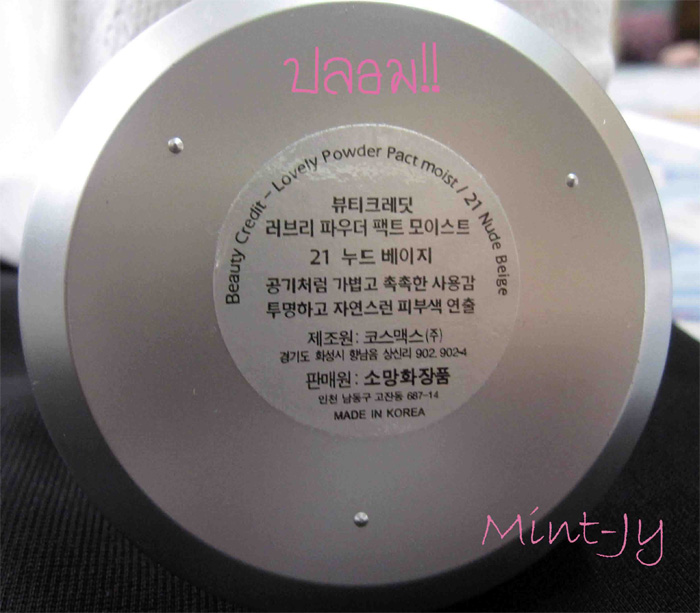 ปลอม!!
Beauty Credit - Lovely Powder Pact moist / 21 Nude Beige
뷰티크레딧
러브리 파우더 팩트 모이스트
21 누드 베이지
공기처럼 가볍고 촉촉한 사용감
투명하고 자연스런 피부색 연출
제조원: 코스맥스(주)
경기도 화성시 향남읍 상신리 902, 902-4
판매원 : 소망화장품
인천 남동구 고잔동 687-14
MADE IN KOREA
Mint-Jy